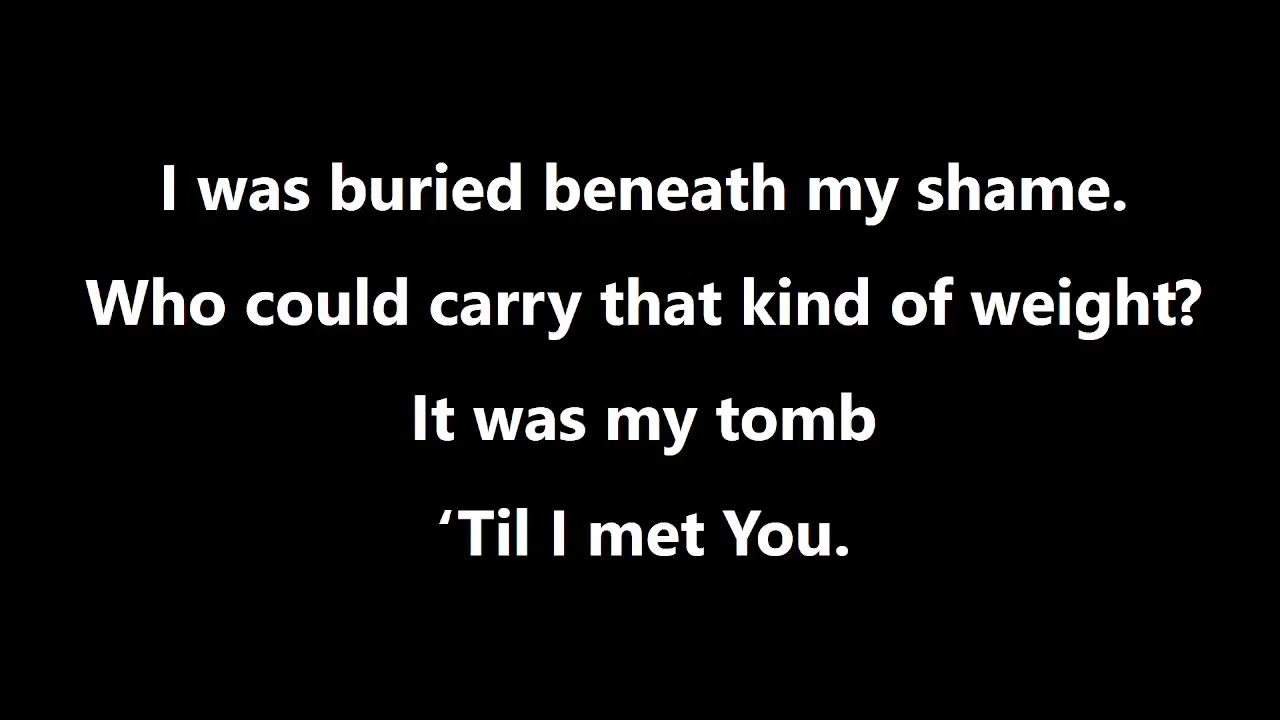 I was buried beneath my shame.
Who could carry that kind of weight?
It was my tomb
‘Til I met You.